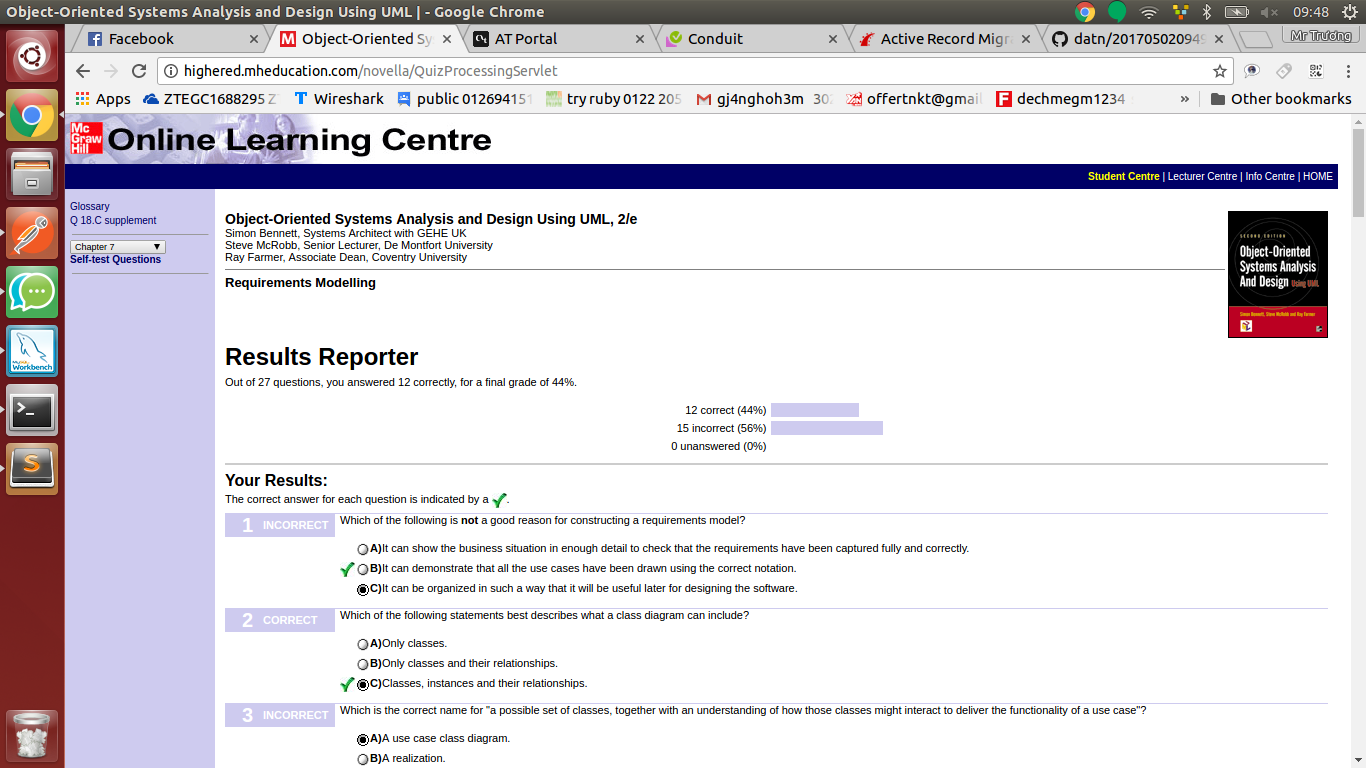 Object-Oriented Systems Analysis and Design Using UML | - Google Chrome
09:48
Facebook
Object-Oriented Sy
AT Portal
Conduit
Active Record Migra
datn/2017050209
Mr Trương
highered.mheducation.com/novella/QuizProcessingServlet
Apps
ZTEGC1688295
Wireshark
public 01269415
try ruby 0122 205
gj4nghoh3m
offertnkt@gmail
dechmegm1234
»
Other bookmarks
Mc
Graw
Hill
Online Learning Centre
Student Centre | Lecturer Centre | Info Centre | HOME
Glossary
Q 18.C supplement
Chapter 7
Self-test Questions
Object-Oriented Systems Analysis and Design Using UML, 2/e
Simon Bennett, Systems Architect with GEHE UK
Steve McRobb, Senior Lecturer, De Montfort University
Ray Farmer, Associate Dean, Coventry University
SECOND EDITION
Object-Oriented
Systems Analysis
And Design Using UML
Simon Bennett, Steve McRobb and Ray Farmer
Requirements Modelling
Results Reporter
Out of 27 questions, you answered 12 correctly, for a final grade of 44%.
12 correct (44%)
15 incorrect (56%)
0 unanswered (0%)
Your Results:
The correct answer for each question is indicated by a ✓.
1 INCORRECT Which of the following is not a good reason for constructing a requirements model?
A)It can show the business situation in enough detail to check that the requirements have been captured fully and correctly.
B)It can demonstrate that all the use cases have been drawn using the correct notation.
C)It can be organized in such a way that it will be useful later for designing the software.
2 CORRECT Which of the following statements best describes what a class diagram can include?
A)Only classes.
B)Only classes and their relationships.
C)Classes, instances and their relationships.
3 INCORRECT Which is the correct name for "a possible set of classes, together with an understanding of how those classes might interact to deliver the functionality of a use case"?
A)A use case class diagram.
B)A realization.
Workbench